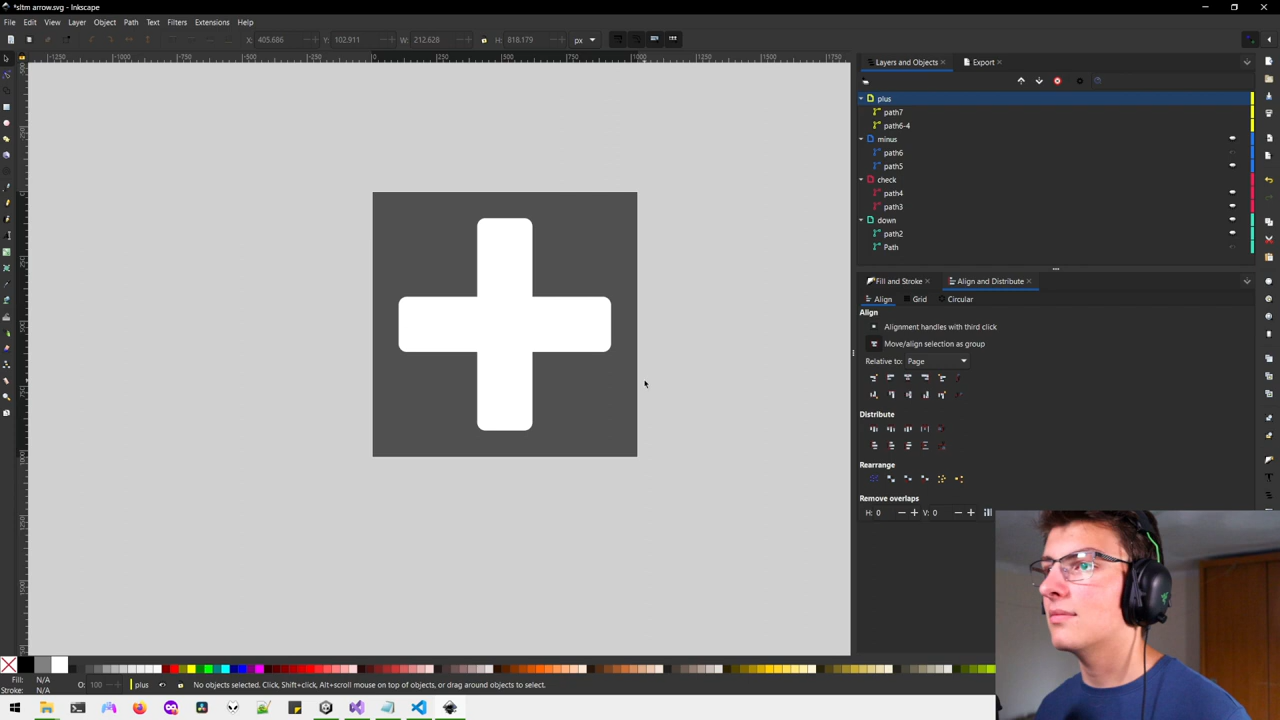 *sltm arrow.svg - Inkscape
File Edit View Layer Object Path Text Filters Extensions Help
X: 405.686 Y: 102.911 W: 212.628 H: 818.179 px
Layers and Objects Export
plus
path7
path6-4
minus
path6
path5
check
path4
path3
down
path2
Path
Fill and Stroke Align and Distribute
Align Grid Circular
Align
Alignment handles with third click
Move/align selection as group
Relative to: Page
Distribute
Rearrange
Remove overlaps
H: 0 V: 0
Fill: N/A
Stroke: N/A
O: 100 plus No objects selected. Click, Shift+click, Alt+scroll mouse on top of objects, or drag around objects to select.